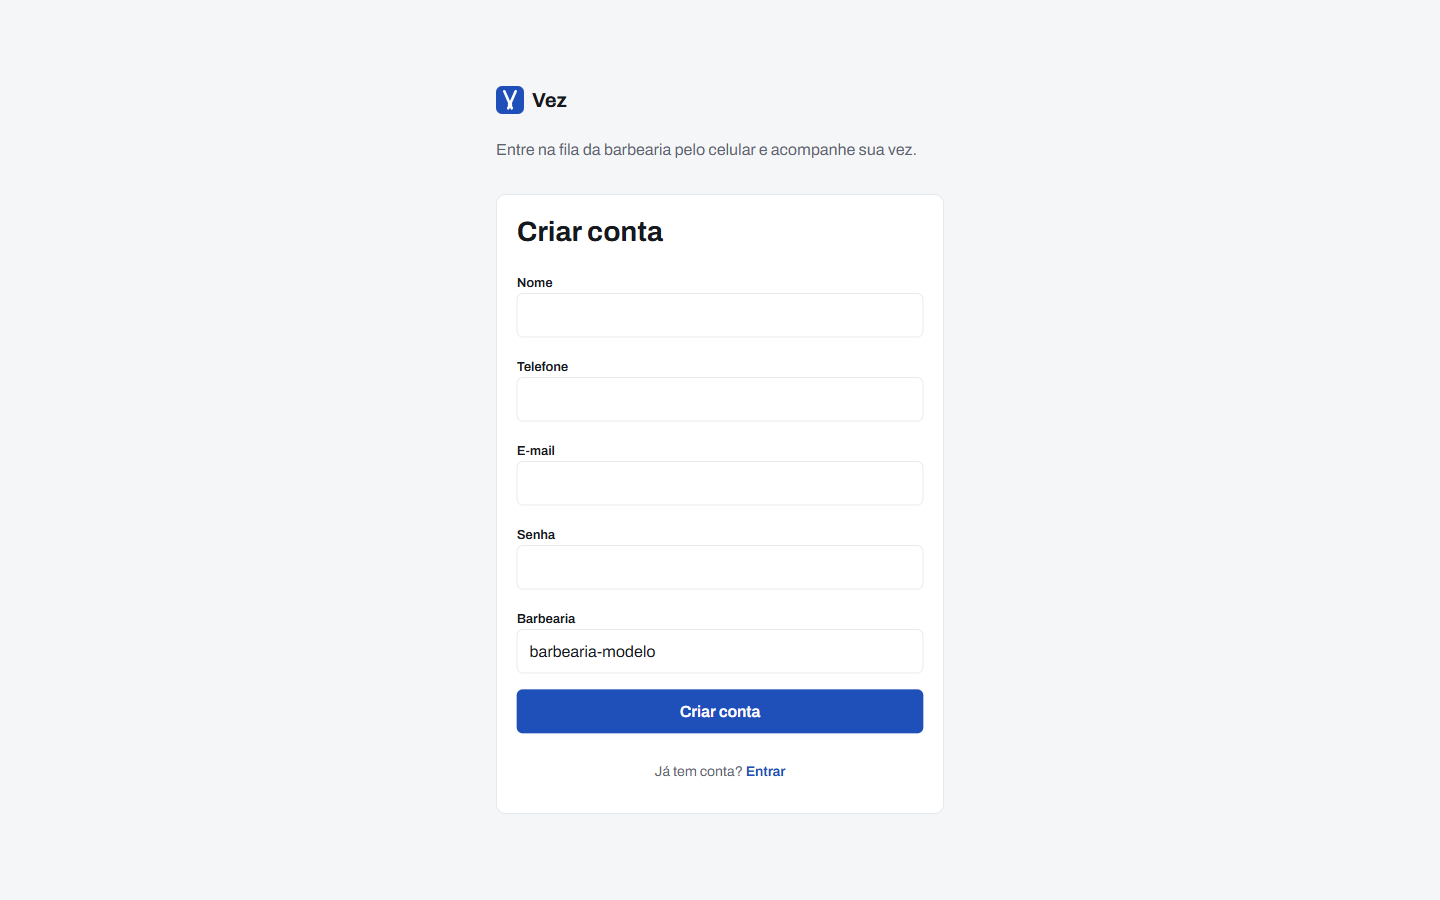 Vez
Entre na fila da barbearia pelo celular e acompanhe sua vez.
Criar conta
Nome
Telefone
E-mail
Senha
Barbearia
barbearia-modelo
Criar conta
Já tem conta? Entrar